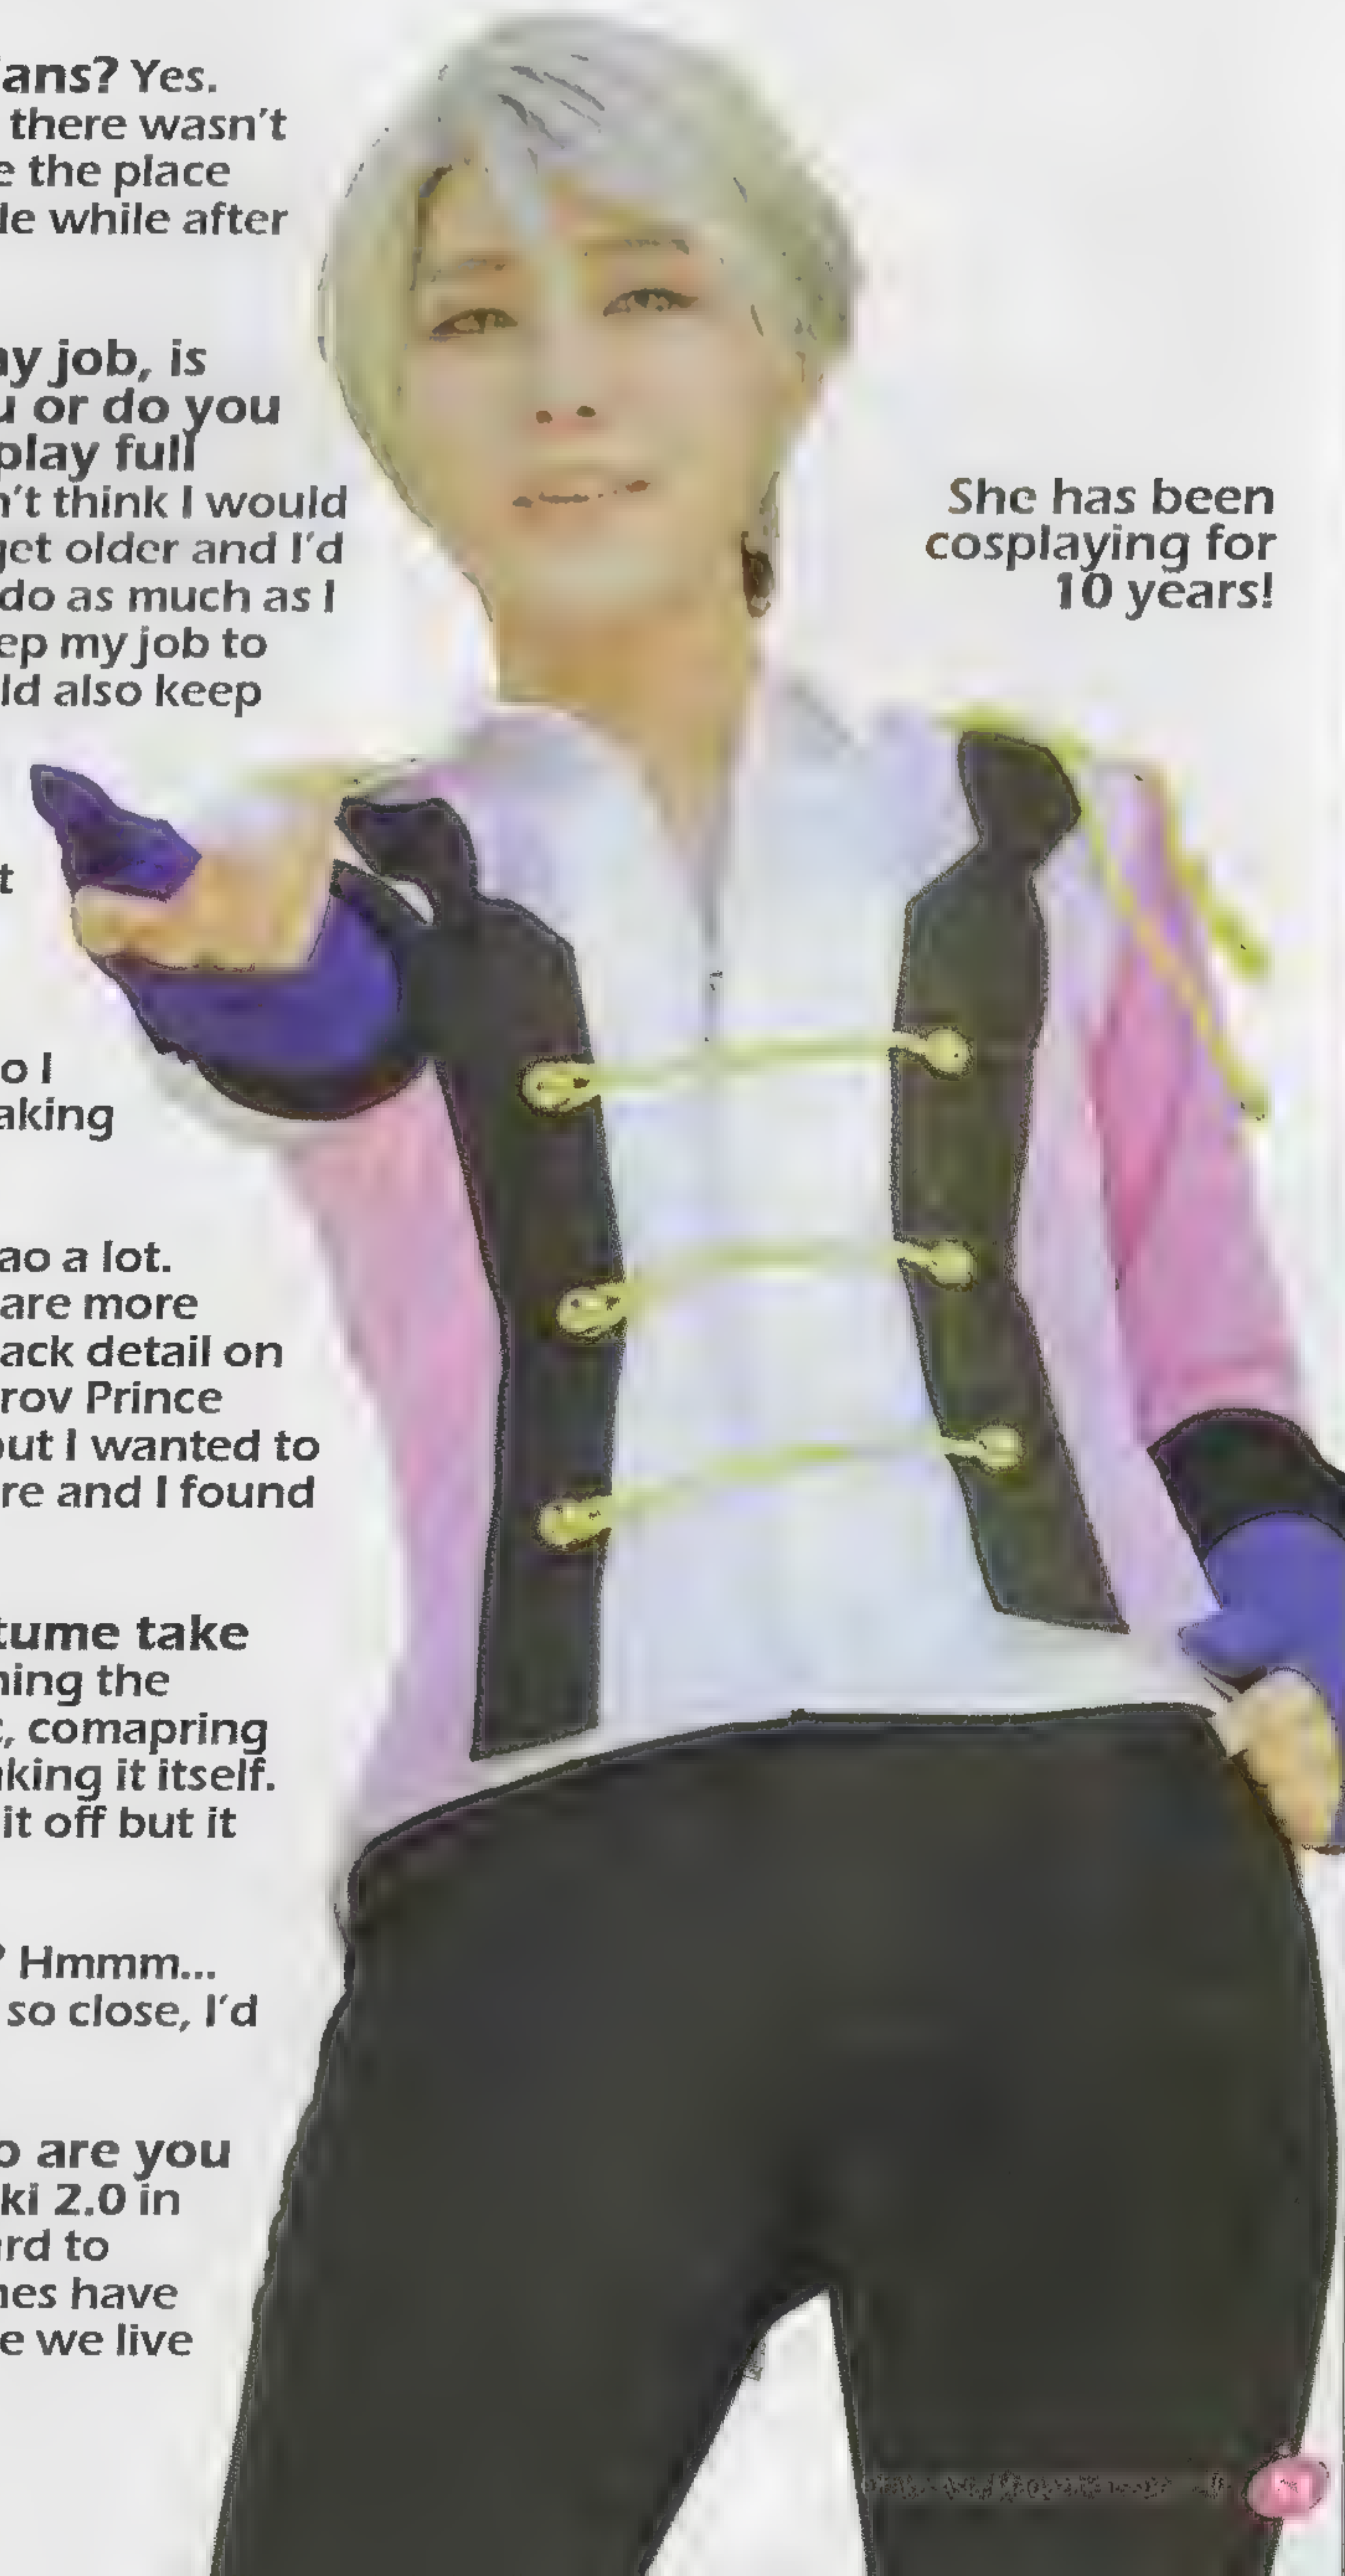 ans? Yes.
there wasn't
e the place
le while after
ay job, is
u or do you
play full
n't think I would
get older and I'd
do as much as I
ep my job to
ld also keep
She has been
cosplaying for
10 years!
t
o I
aking
ao a lot.
are more
ack detail on
rov Prince
out I wanted to
re and I found
tume take
ning the
, comapring
king it itself.
it off but it
? Hmmm...
so close, I'd
o are you
ki 2.0 in
rd to
nes have
e we live